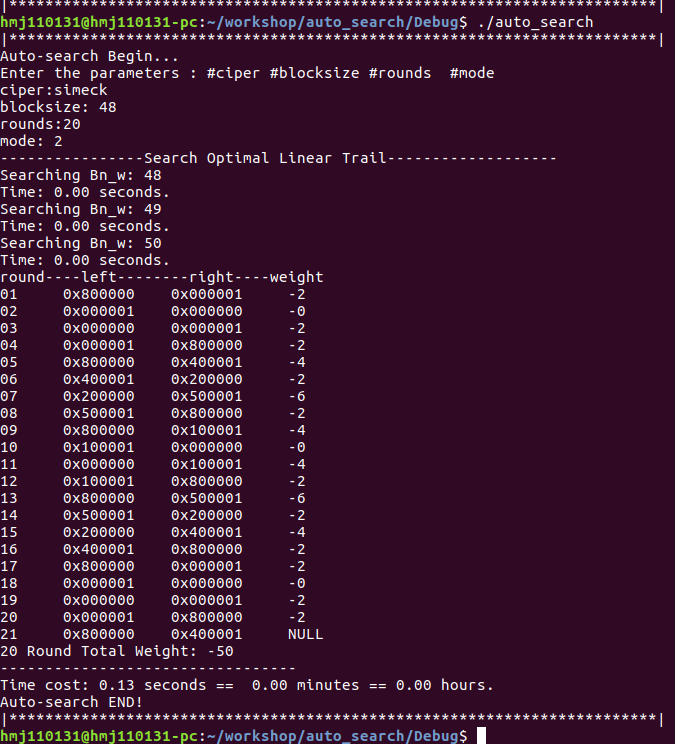 |************************************************************************|
hmj110131@hmj110131-pc:~/workshop/auto_search/Debug$ ./auto_search
|************************************************************************|
Auto-search Begin...
Enter the parameters : #ciper #blocksize #rounds  #mode
ciper:simeck
blocksize: 48
rounds:20
mode: 2
----------------Search Optimal Linear Trail-------------------
Searching Bn_w: 48
Time: 0.00 seconds.
Searching Bn_w: 49
Time: 0.00 seconds.
Searching Bn_w: 50
Time: 0.00 seconds.
round----left--------right----weight
01     0x800000    0x000001     -2
02     0x000001    0x000000     -0
03     0x000000    0x000001     -2
04     0x000001    0x800000     -2
05     0x800000    0x400001     -4
06     0x400001    0x200000     -2
07     0x200000    0x500001     -6
08     0x500001    0x800000     -2
09     0x800000    0x100001     -4
10     0x100001    0x000000     -0
11     0x000000    0x100001     -4
12     0x100001    0x800000     -2
13     0x800000    0x500001     -6
14     0x500001    0x200000     -2
15     0x200000    0x400001     -4
16     0x400001    0x800000     -2
17     0x800000    0x000001     -2
18     0x000001    0x000000     -0
19     0x000000    0x000001     -2
20     0x000001    0x800000     -2
21     0x800000    0x400001     NULL
20 Round Total Weight: -50
---------------------------------
Time cost: 0.13 seconds ==  0.00 minutes == 0.00 hours.
Auto-search END!
|************************************************************************|
hmj110131@hmj110131-pc:~/workshop/auto_search/Debug$